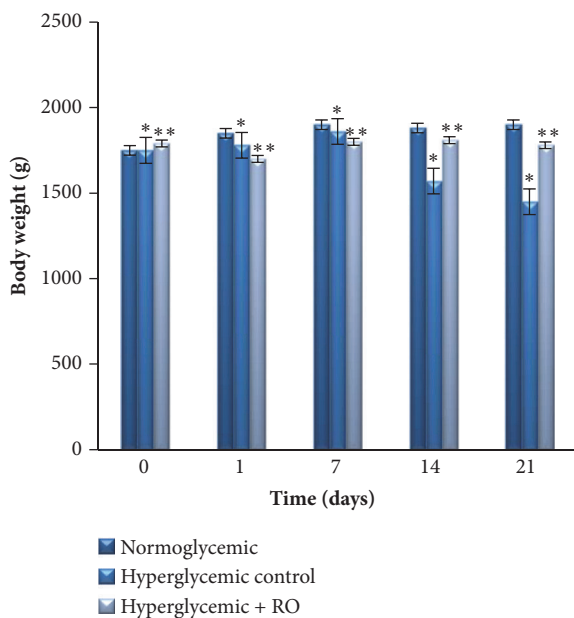 2500
2000
1500
1000
500
0
Body weight (g)
* ** * ** * ** * ** * **
0 1 7 14 21
Time (days)
Normoglycemic
Hyperglycemic control
Hyperglycemic + RO